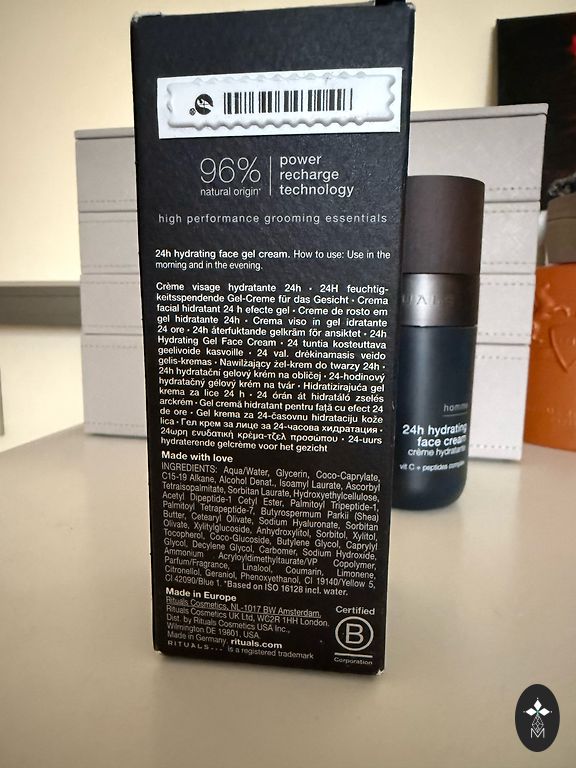 96%
natural origin*
power
recharge
technology
high performance grooming essentials
24h hydrating face gel cream. How to use: Use in the
morning and in the evening.
Crème visage hydratante 24h • 24H feuchtig-
keitsspendende Gel-Creme für das Gesicht • Crema
facial hidratant 24 h efecte gel • Creme de rosto em
gel hidratante 24h • Crema viso in gel idratante
24 ore • 24h återfuktande gelkräm för ansiktet • 24h
Hydrating Gel Face Cream • 24 tuntia kosteuttava
geelivoide kasvoille • 24 val. drėkinamasis veido
gelis-kremas • Nawilżający żel-krem do twarzy 24h •
24h hydratační gelový krém na obličej • 24-hodinový
hydratačný gélový krém na tvár • Hidratizirajuća gel
krema za lice 24 h • 24 órán át hidratáló zselés
arckrém • Gel cremă hidratant pentru față cu efect 24
de ore • Gel krema za 24-časovnu hidrataciju kože
lica • Гел крем за лице за 24-часова хидратация •
24ωρη ενυδατική κρέμα-τζελ προσώπου • 24-uurs
hydraterende gelcrème voor het gezicht
Made with love
INGREDIENTS: Aqua/Water, Glycerin, Coco-Caprylate,
C15-19 Alkane, Alcohol Denat., Isoamyl Laurate, Ascorbyl
Tetraisopalmitate, Sorbitan Laurate, Hydroxyethylcellulose,
Acetyl Dipeptide-1 Cetyl Ester, Palmitoyl Tripeptide-1,
Palmitoyl Tetrapeptide-7, Butyrospermum Parkii (Shea)
Butter, Cetearyl Olivate, Sodium Hyaluronate, Sorbitan
Olivate, Xylitylglucoside, Anhydroxylitol, Sorbitol, Xylitol,
Tocopherol, Coco-Glucoside, Butylene Glycol, Caprylyl
Glycol, Decylene Glycol, Carbomer, Sodium Hydroxide,
Ammonium Acryloyldimethyltaurate/VP Copolymer,
Parfum/Fragrance, Linalool, Coumarin, Limonene,
Citronellol, Geraniol, Phenoxyethanol, CI 19140/Yellow 5,
CI 42090/Blue 1. *Based on ISO 16128 incl. water.
Made in Europe
Rituals Cosmetics, NL-1017 BW Amsterdam.
Rituals Cosmetics UK Ltd, WC2R 1HH London.
Dist. by Rituals Cosmetics USA Inc.,
Wilmington DE 19801, USA.
Made in Germany. rituals.com
RITUALS... is a registered trademark
Certified
B
Corporation
UALS
homme
24h hydrating
face cream
crème hydratante
vit C + peptides complex
M